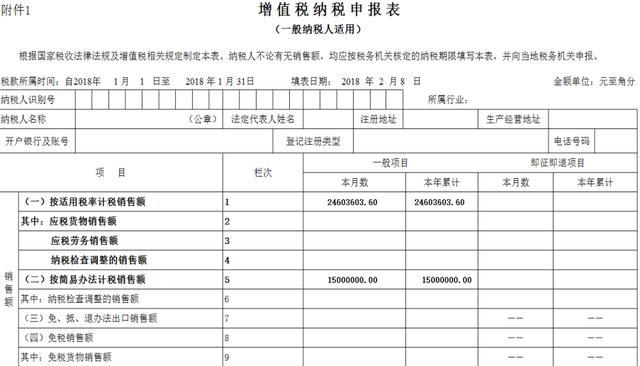 附件1
增值税纳税申报表
（一般纳税人适用）
根据国家税收法律法规及增值税相关规定制定本表。纳税人不论有无销售额，均应按税务机关核定的纳税期限填写本表，并向当地税务机关申报。
税款所属时间：自2018年 1月 1日至 2018年1月31日 填表日期：2018 年 2 月 8 日 金额单位：元至角分
纳税人识别号 所属行业：
纳税人名称 （公章） 法定代表人姓名 注册地址 生产经营地址
开户银行及账号 登记注册类型 电话号码
项 目 栏次 一般项目 即征即退项目
本月数 本年累计 本月数 本年累计
销售额
（一）按适用税率计税销售额 1 24603603.60 24603603.60
其中：应税货物销售额 2
应税劳务销售额 3
纳税检查调整的销售额 4
（二）按简易办法计税销售额 5 15000000.00 15000000.00
其中：纳税检查调整的销售额 6
（三）免、抵、退办法出口销售额 7 —— ——
（四）免税销售额 8 —— ——
其中：免税货物销售额 9 —— ——